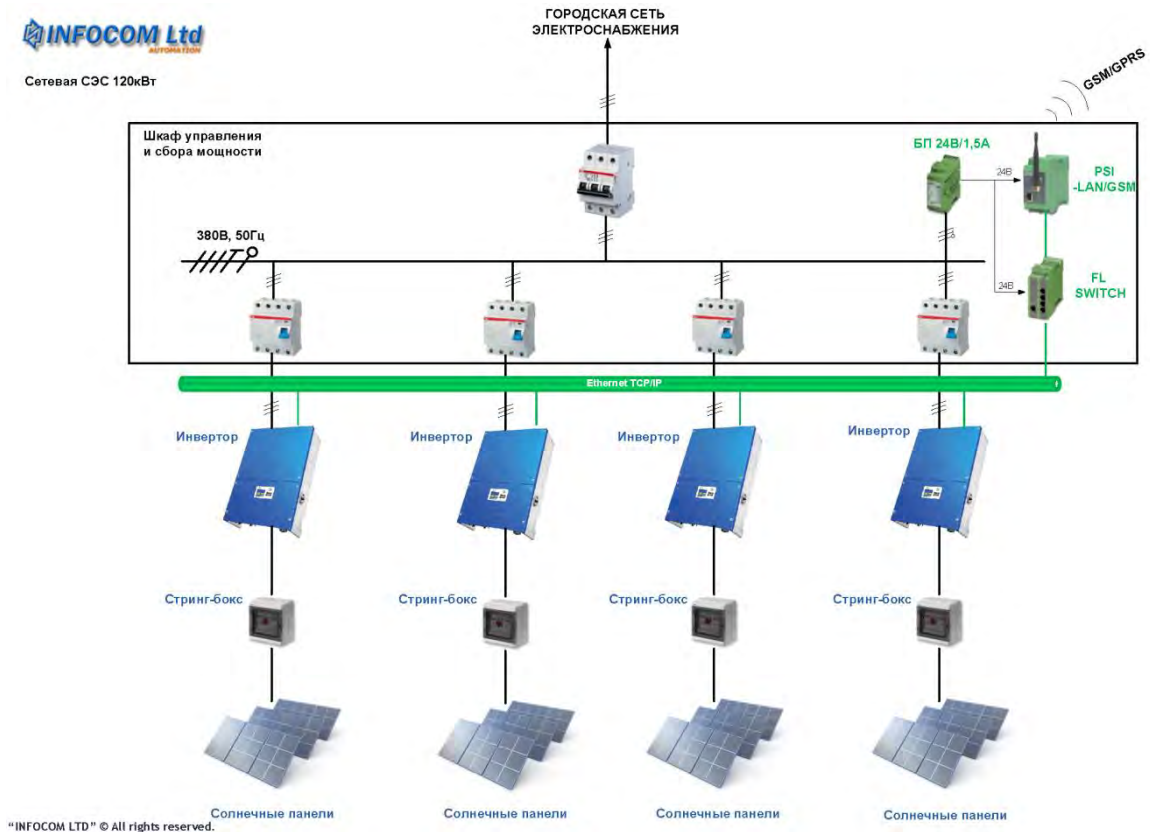 INFOCOM Ltd
AUTOMATION
Сетевая СЭС 120кВт
ГОРОДСКАЯ СЕТЬ
ЭЛЕКТРОСНАБЖЕНИЯ
GSM/GPRS
Шкаф управления
и сбора мощности
БП 24В/1,5А
24В
PSI
-LAN/GSM
380В, 50Гц
24В
FL
SWITCH
Ethernet TCP/IP
Инвертор
Инвертор
Инвертор
Инвертор
Стринг-бокс
Стринг-бокс
Стринг-бокс
Стринг-бокс
Солнечные панели
Солнечные панели
Солнечные панели
Солнечные панели
“INFOCOM LTD” © All rights reserved.